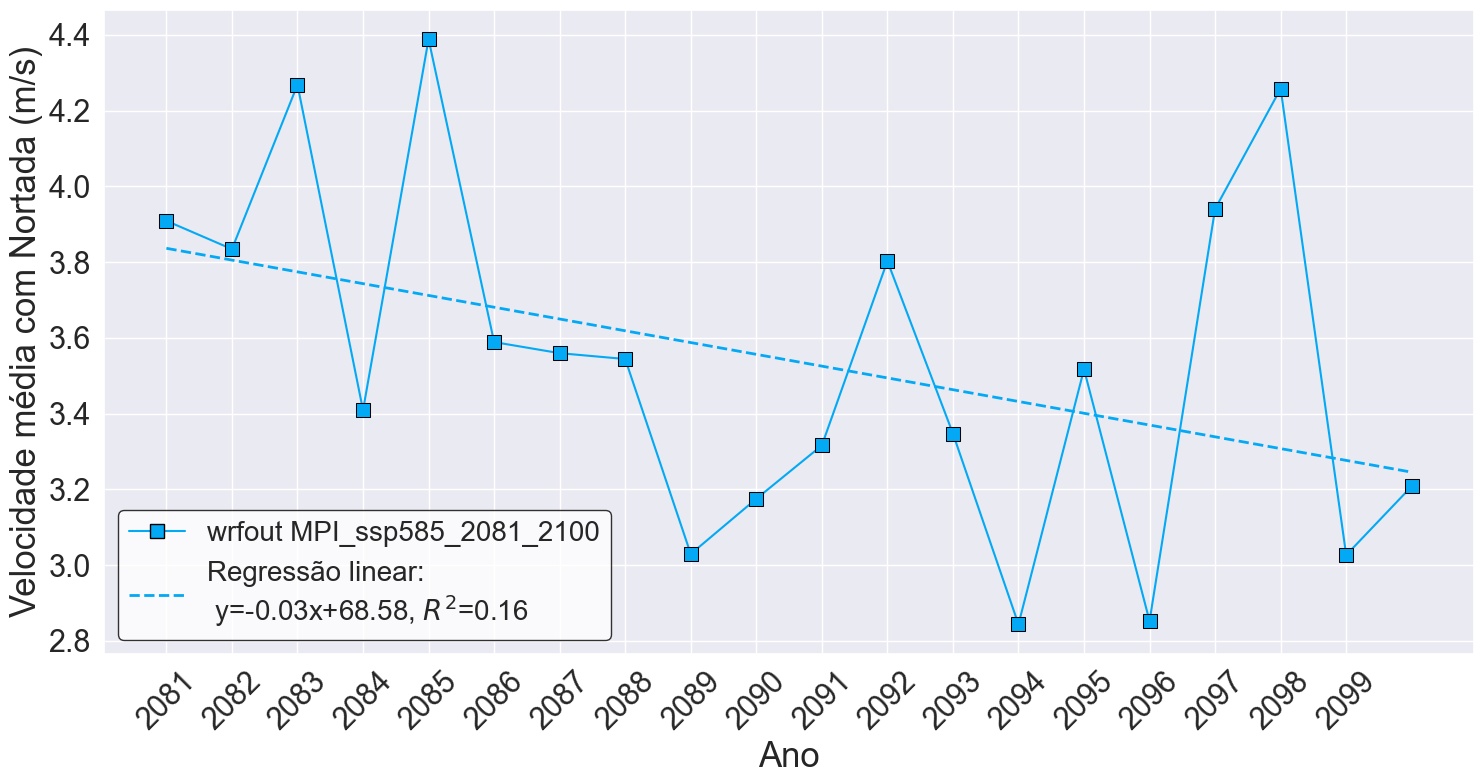 Velocidade média com Nortada (m/s)
4.4
4.2
4.0
3.8
3.6
3.4
3.2
3.0
2.8
wrfout MPI_ssp585_2081_2100
Regressão linear:
y=-0.03x+68.58, R²=0.16
2081 2082 2083 2084 2085 2086 2087 2088 2089 2090 2091 2092 2093 2094 2095 2096 2097 2098 2099
Ano